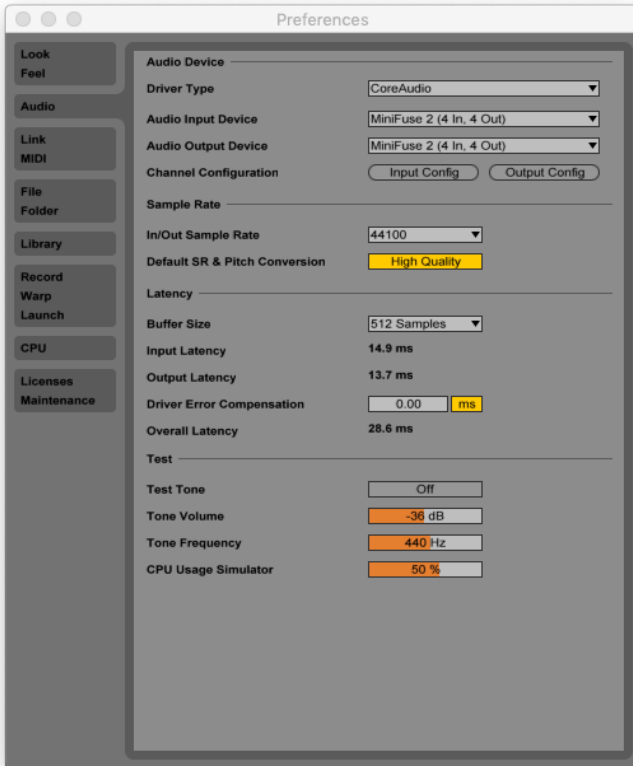 Preferences
Look
Feel
Audio
Link
MIDI
File
Folder
Library
Record
Warp
Launch
CPU
Licenses
Maintenance
Audio Device
Driver Type CoreAudio
Audio Input Device MiniFuse 2 (4 In, 4 Out)
Audio Output Device MiniFuse 2 (4 In, 4 Out)
Channel Configuration Input Config Output Config
Sample Rate
In/Out Sample Rate 44100
Default SR & Pitch Conversion High Quality
Latency
Buffer Size 512 Samples
Input Latency 14.9 ms
Output Latency 13.7 ms
Driver Error Compensation 0.00 ms
Overall Latency 28.6 ms
Test
Test Tone Off
Tone Volume -36 dB
Tone Frequency 440 Hz
CPU Usage Simulator 50 %